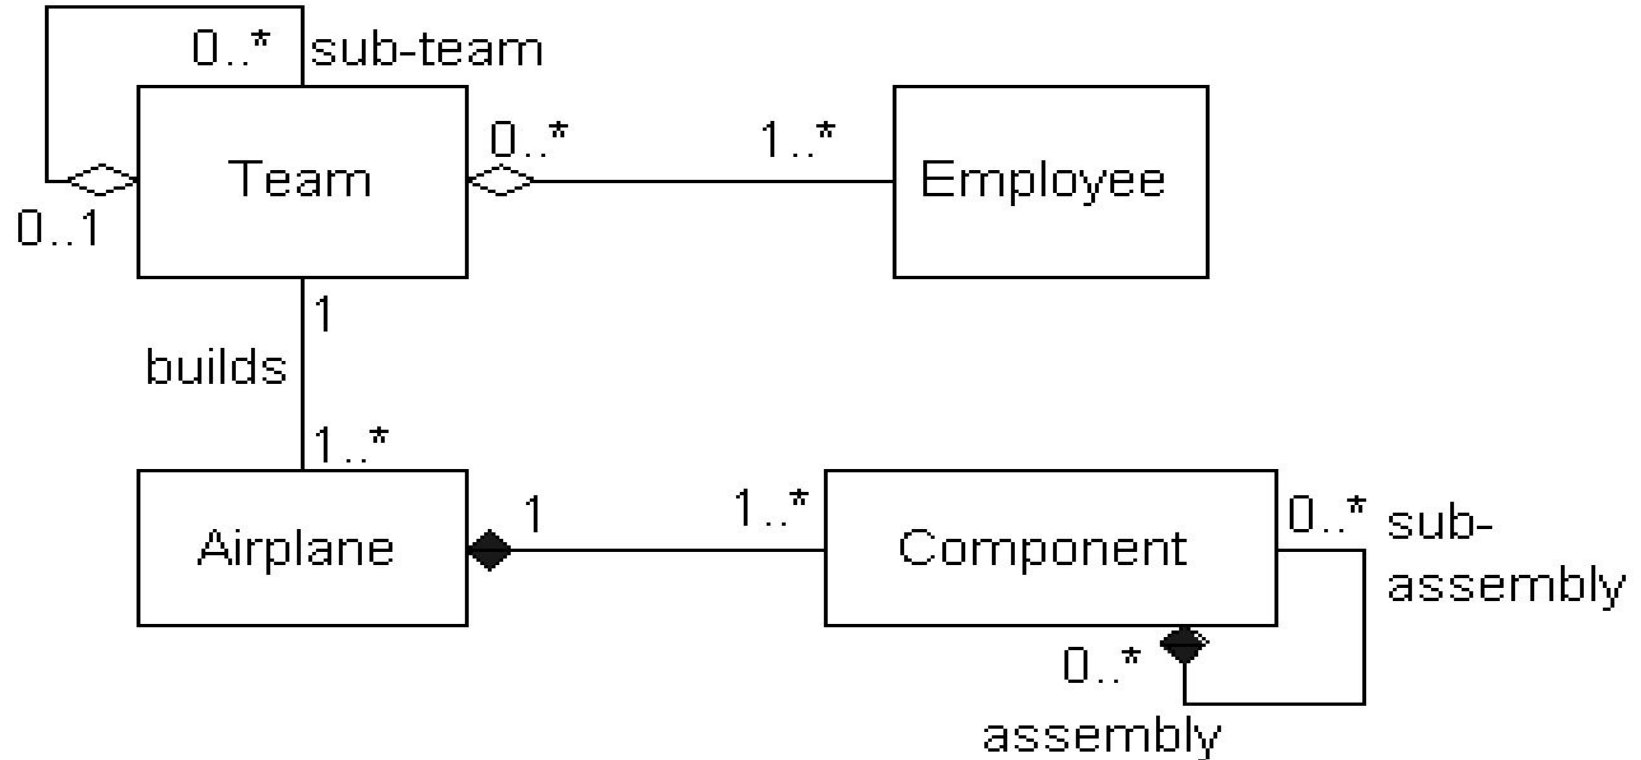 0..* sub-team
0..* 1..*
Team Employee
0..1
1
builds
1..*
1 1..* 0..* sub-
Airplane Component
assembly
0..*
assembly